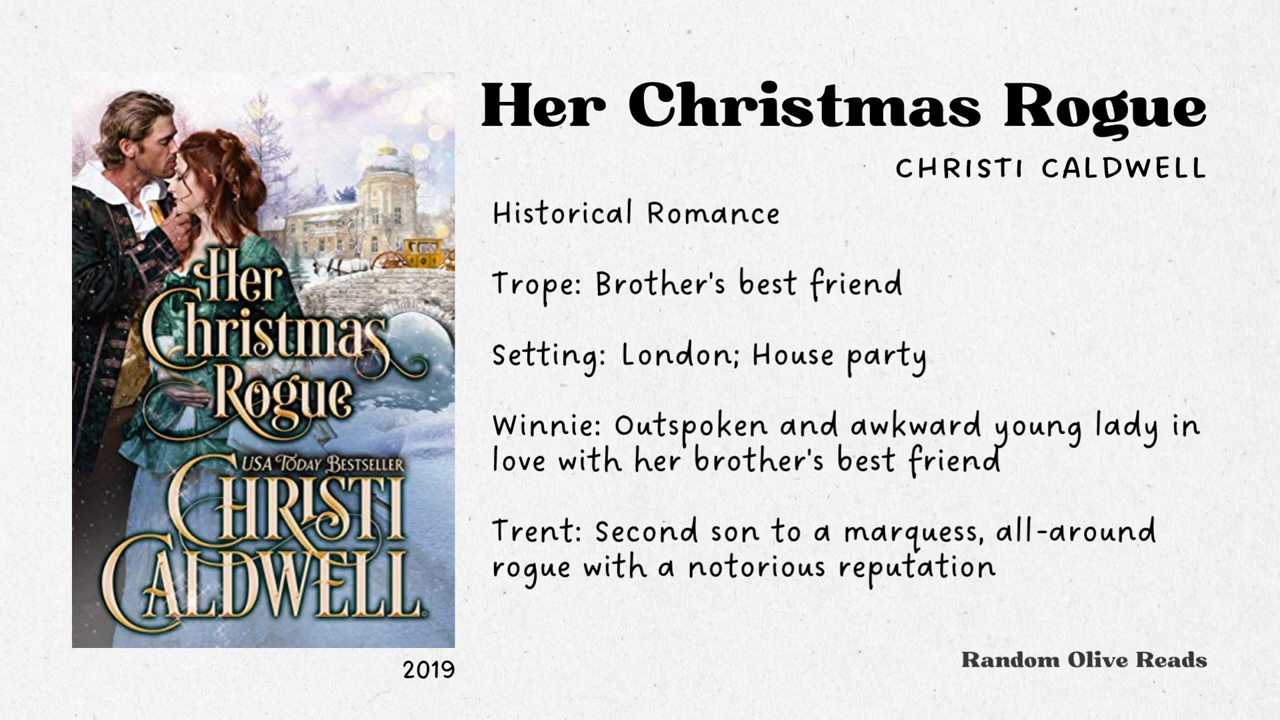 Her Christmas Rogue
CHRISTI CALDWELL
Historical Romance
Trope: Brother's best friend
Setting: London; House party
Winnie: Outspoken and awkward young lady in
love with her brother's best friend
Trent: Second son to a marquess, all-around
rogue with a notorious reputation
Her
Christmas
Rogue
USA TODAY BESTSELLER
CHRISTI
CALDWELL
2019
Random Olive Reads